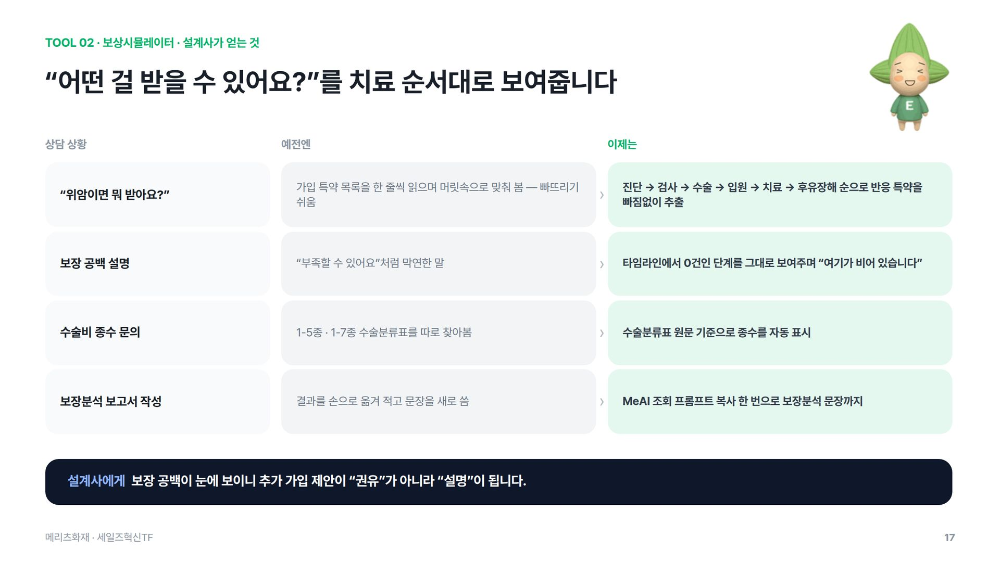 TOOL 02 · 보상시뮬레이터 · 설계사가 얻는 것
“어떤 걸 받을 수 있어요?”를 치료 순서대로 보여줍니다
E
상담 상황
예전엔
이제는
“위암이면 뭐 받아요?”
가입 특약 목록을 한 줄씩 읽으며 머릿속으로 맞춰 봄 — 빠뜨리기
쉬움
›
진단 → 검사 → 수술 → 입원 → 치료 → 후유장해 순으로 반응 특약을
빠짐없이 추출
보장 공백 설명
“부족할 수 있어요”처럼 막연한 말
›
타임라인에서 0건인 단계를 그대로 보여주며 “여기가 비어 있습니다”
수술비 종수 문의
1-5종 · 1-7종 수술분류표를 따로 찾아봄
›
수술분류표 원문 기준으로 종수를 자동 표시
보장분석 보고서 작성
결과를 손으로 옮겨 적고 문장을 새로 씀
›
MeAI 조회 프롬프트 복사 한 번으로 보장분석 문장까지
설계사에게 보장 공백이 눈에 보이니 추가 가입 제안이 “권유”가 아니라 “설명”이 됩니다.
메리츠화재 · 세일즈혁신TF
17